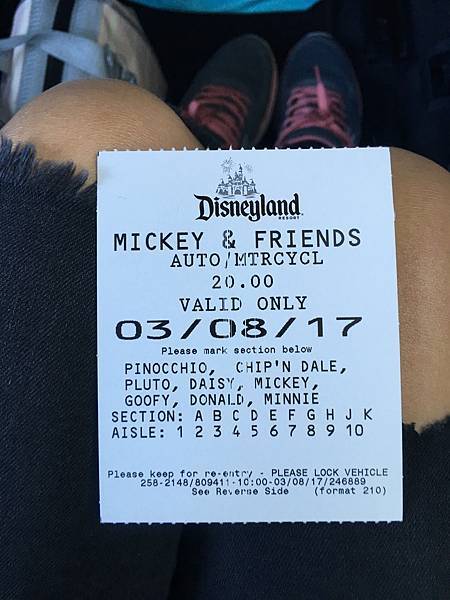 Disneyland
RESORT
MICKEY & FRIENDS
AUTO/MTRCYCL
20.00
VALID ONLY
03/08/17
Please mark section below
PINOCCHIO, CHIP'N DALE,
PLUTO, DAISY, MICKEY,
GOOFY, DONALD, MINNIE
SECTION: A B C D E F G H J K
AISLE: 1 2 3 4 5 6 7 8 9 10
Please keep for re-entry - PLEASE LOCK VEHICLE
258-2148/809411-10:00-03/08/17/246889
See Reverse Side (format 210)